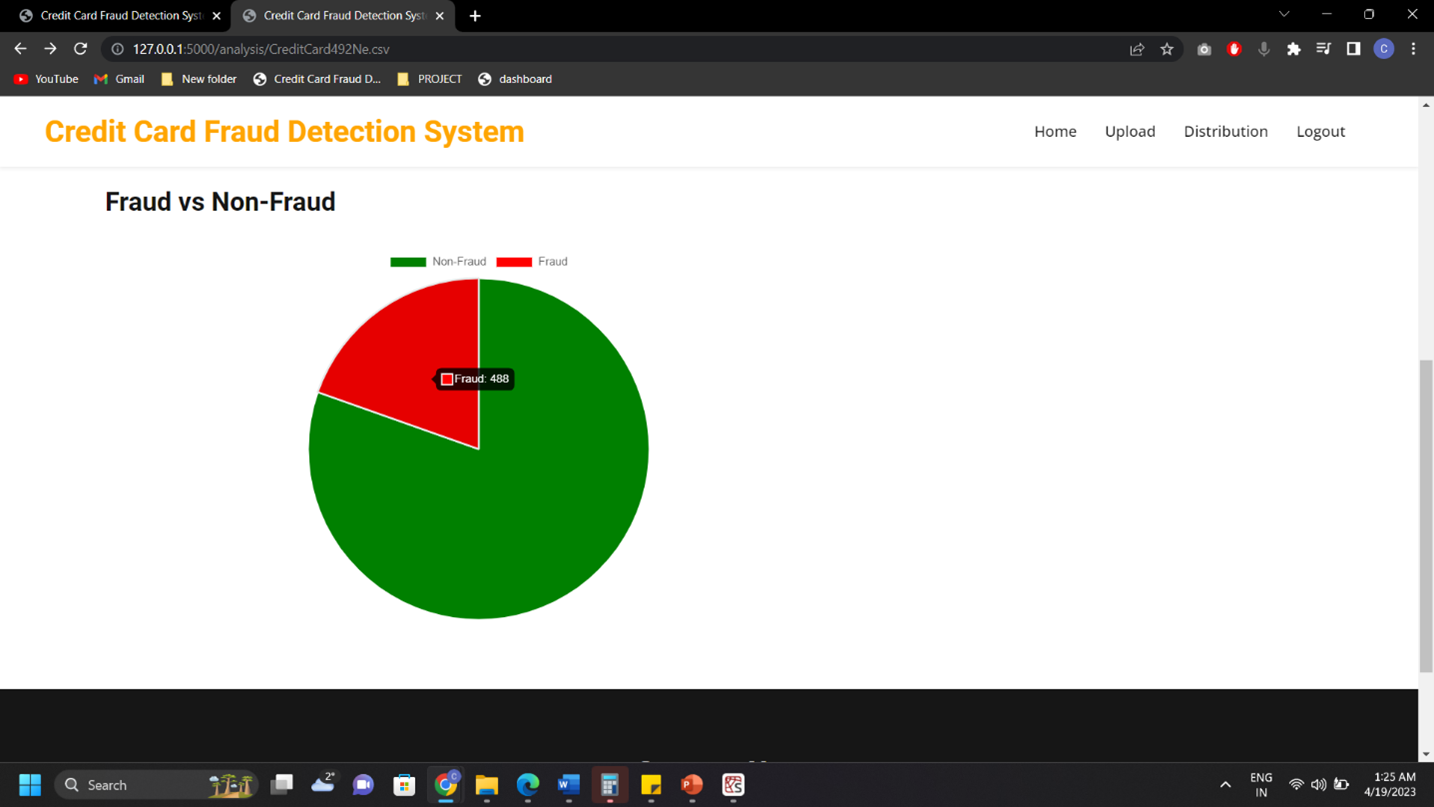 Credit Card Fraud Detection Syst
Credit Card Fraud Detection Syst
127.0.0.1:5000/analysis/CreditCard492Ne.csv
C
YouTube
Gmail
New folder
Credit Card Fraud D...
PROJECT
dashboard
Credit Card Fraud Detection System
Home
Upload
Distribution
Logout
Fraud vs Non-Fraud
Non-Fraud
Fraud
Fraud: 488
Search
2°
ENG
IN
1:25 AM
4/19/2023